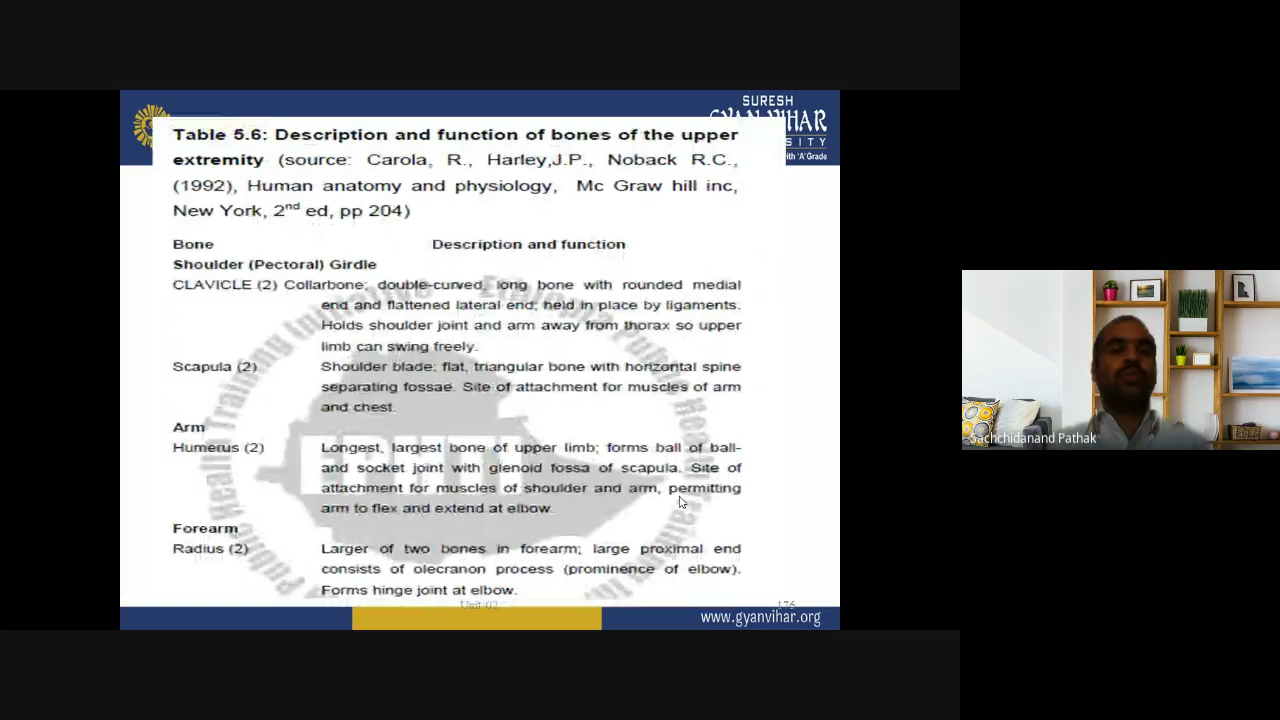 SURESH
GYAN VIHAR
with 'A' Grade
Table 5.6: Description and function of bones of the upper
extremity (source: Carola, R., Harley,J.P., Noback R.C.,
(1992), Human anatomy and physiology, Mc Graw hill inc,
New York, 2nd ed, pp 204)
Bone Description and function
Shoulder (Pectoral) Girdle
CLAVICLE (2) Collarbone; double-curved, long bone with rounded medial
end and flattened lateral end; held in place by ligaments.
Holds shoulder joint and arm away from thorax so upper
limb can swing freely.
Scapula (2) Shoulder blade; flat, triangular bone with horizontal spine
separating fossae. Site of attachment for muscles of arm
and chest.
Arm
Humerus (2) Longest, largest bone of upper limb; forms ball of ball-
and socket joint with glenoid fossa of scapula. Site of
attachment for muscles of shoulder and arm, permitting
arm to flex and extend at elbow.
Forearm
Radius (2) Larger of two bones in forearm; large proximal end
consists of olecranon process (prominence of elbow).
Forms hinge joint at elbow.
Unit-02 176
www.gyanvihar.org
Sachchidanand Pathak